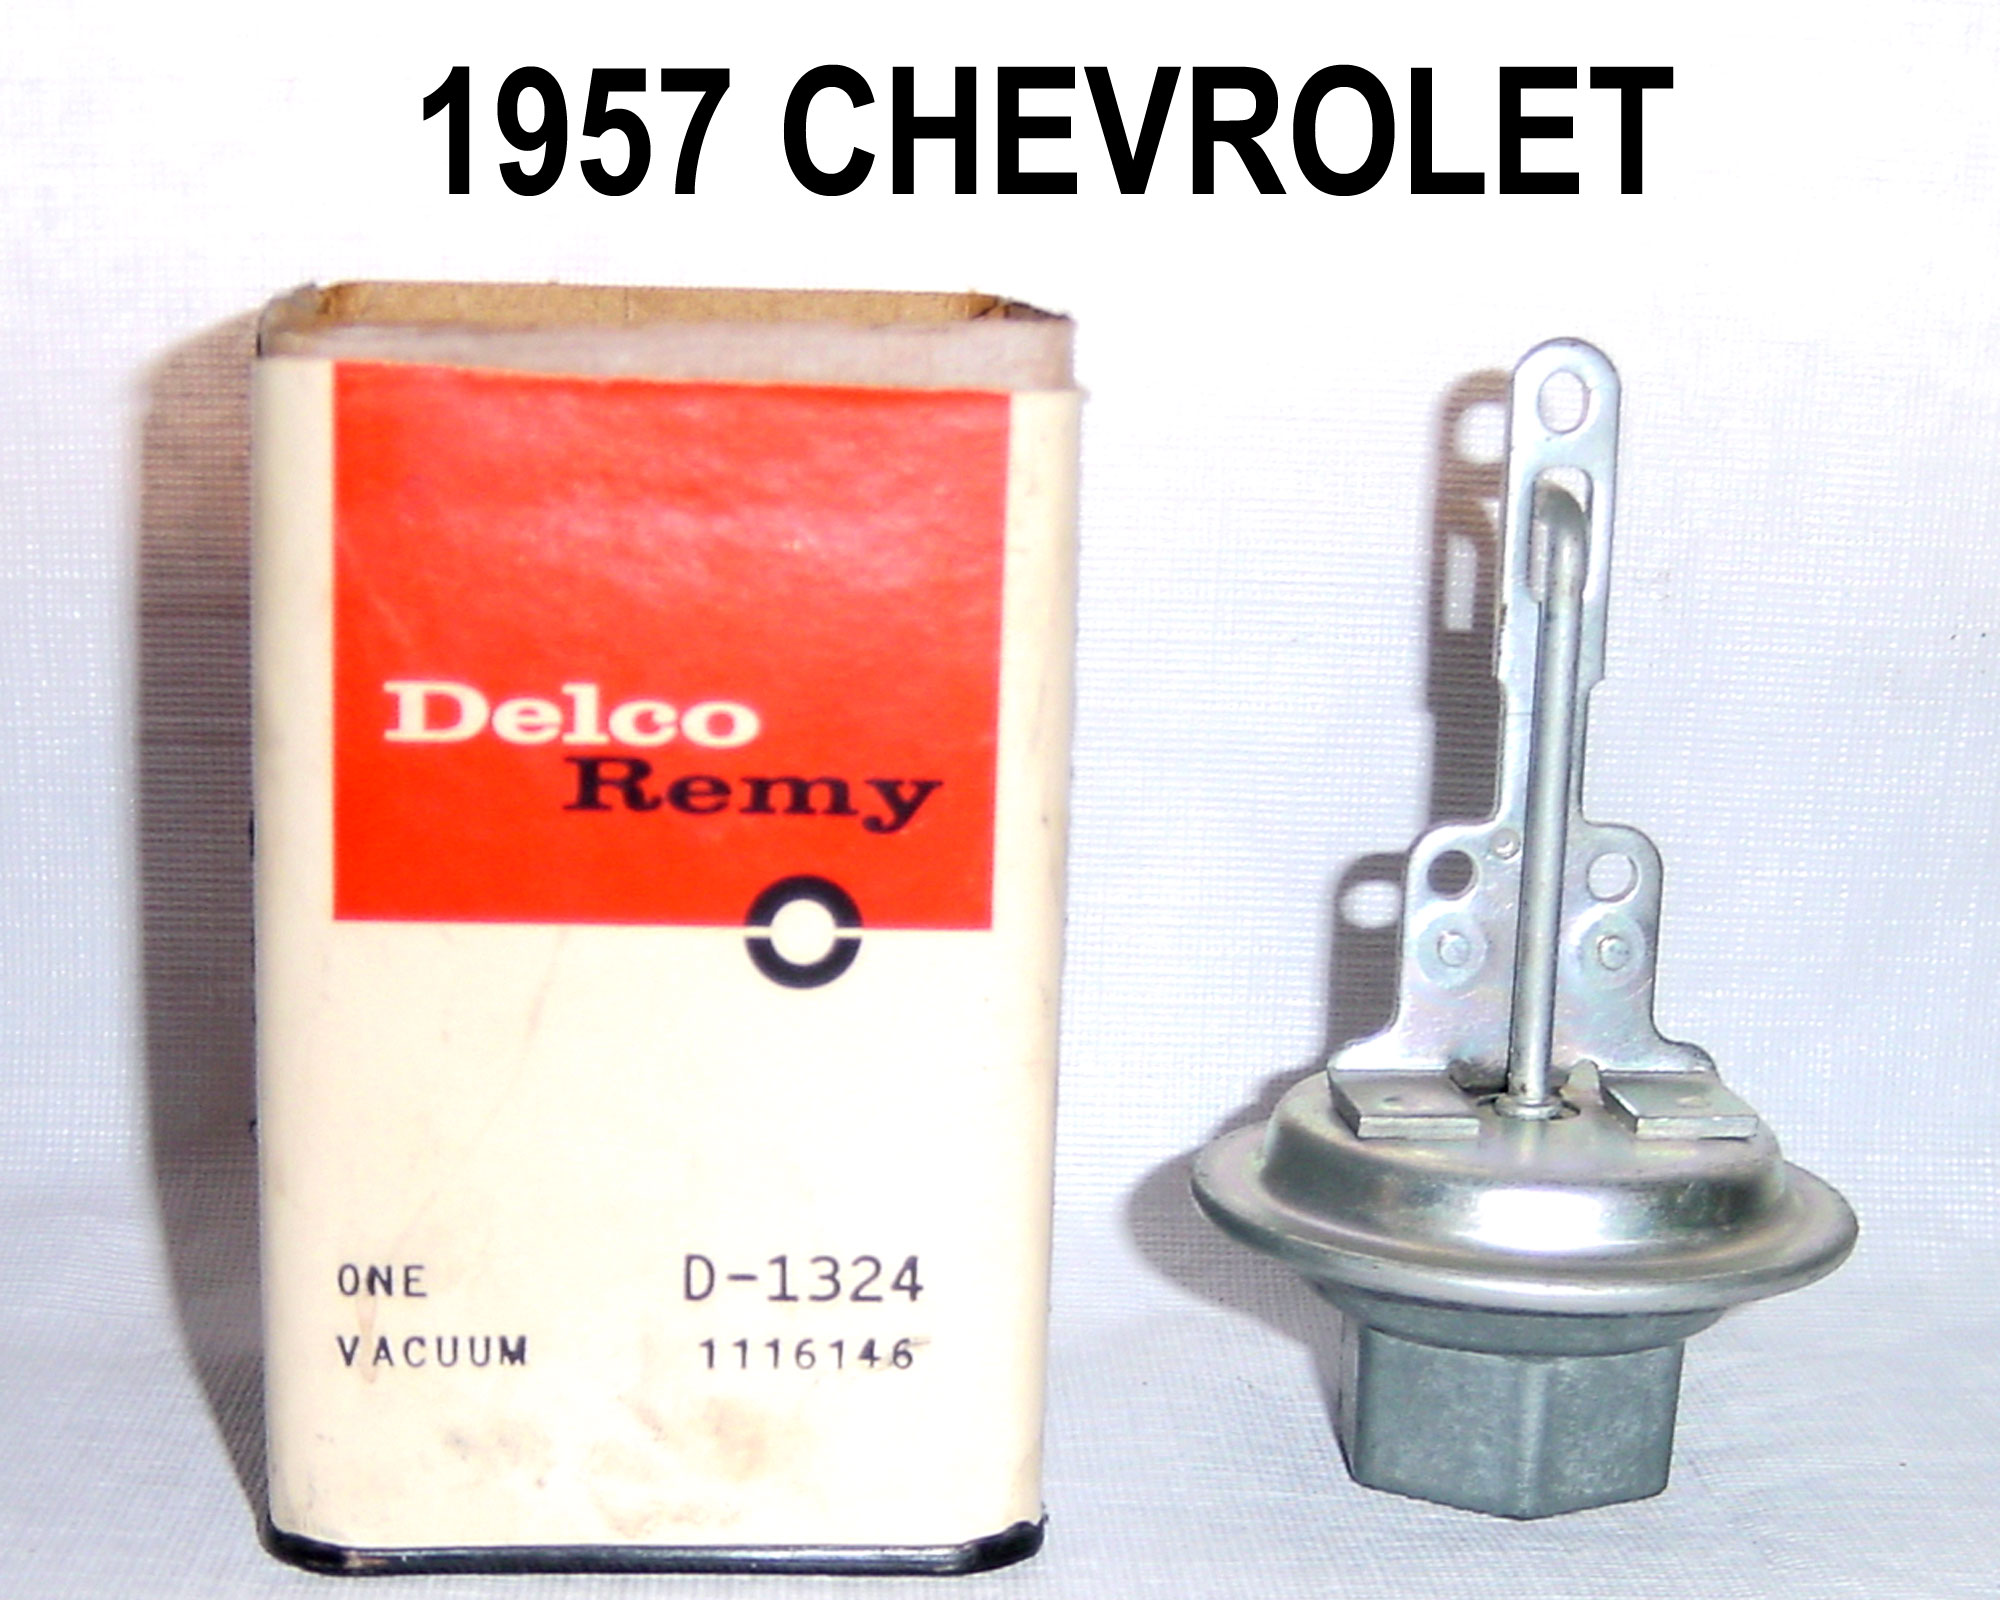 1957 CHEVROLET
Delco
Remy
ONE D-1324
VACUUM 1116146